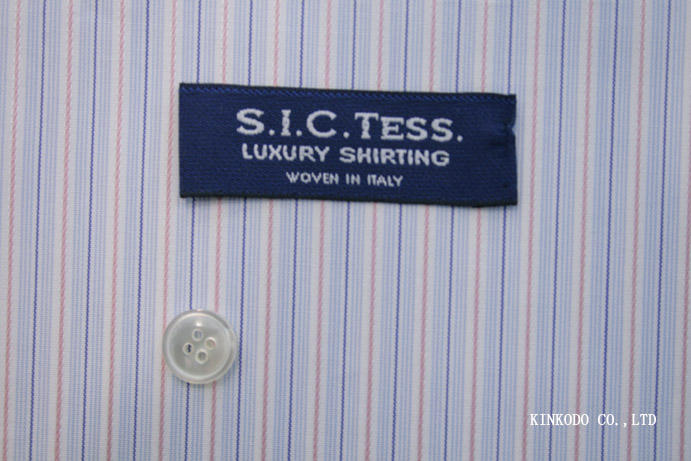 S.I.C.TESS.
LUXURY SHIRTING
WOVEN IN ITALY
KINKODO CO.,LTD